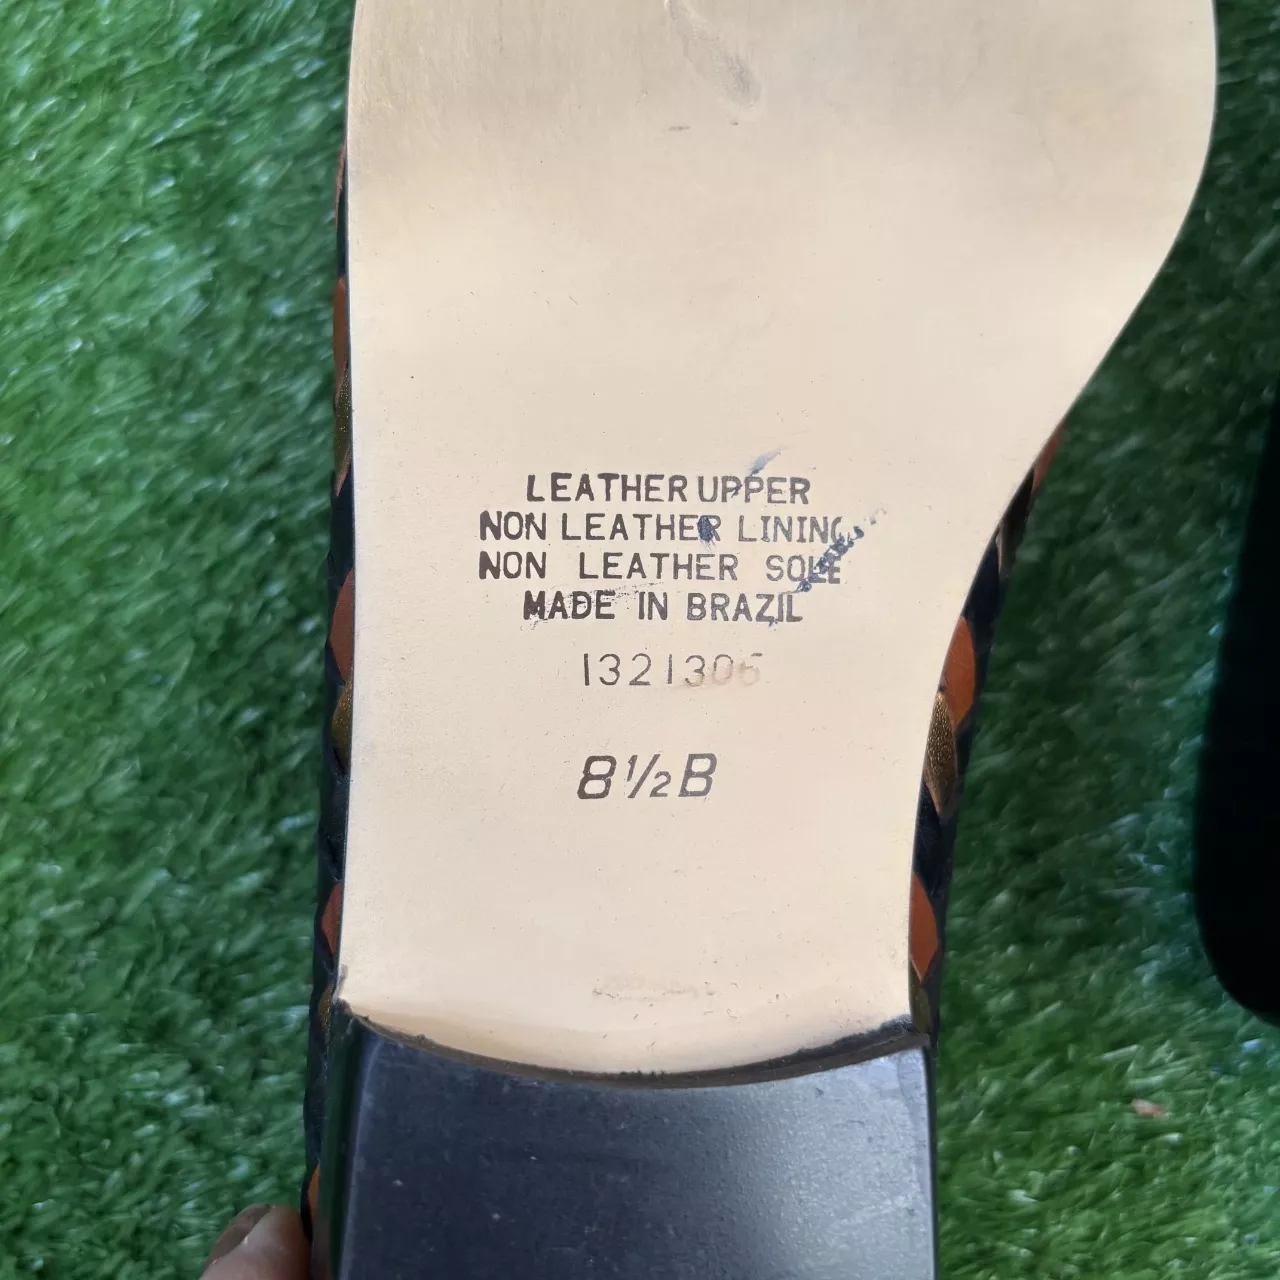 LEATHER UPPER
NON LEATHER LINING
NON LEATHER SOLE
MADE IN BRAZIL
1321306
8½B